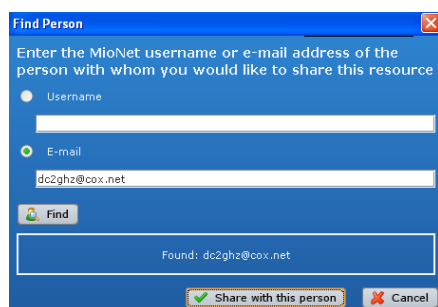 Find Person
Enter the MioNet username or e-mail address of the
person with whom you would like to share this resource
Username
E-mail
dc2ghz@cox.net
Find
Found: dc2ghz@cox.net
Share with this person
Cancel